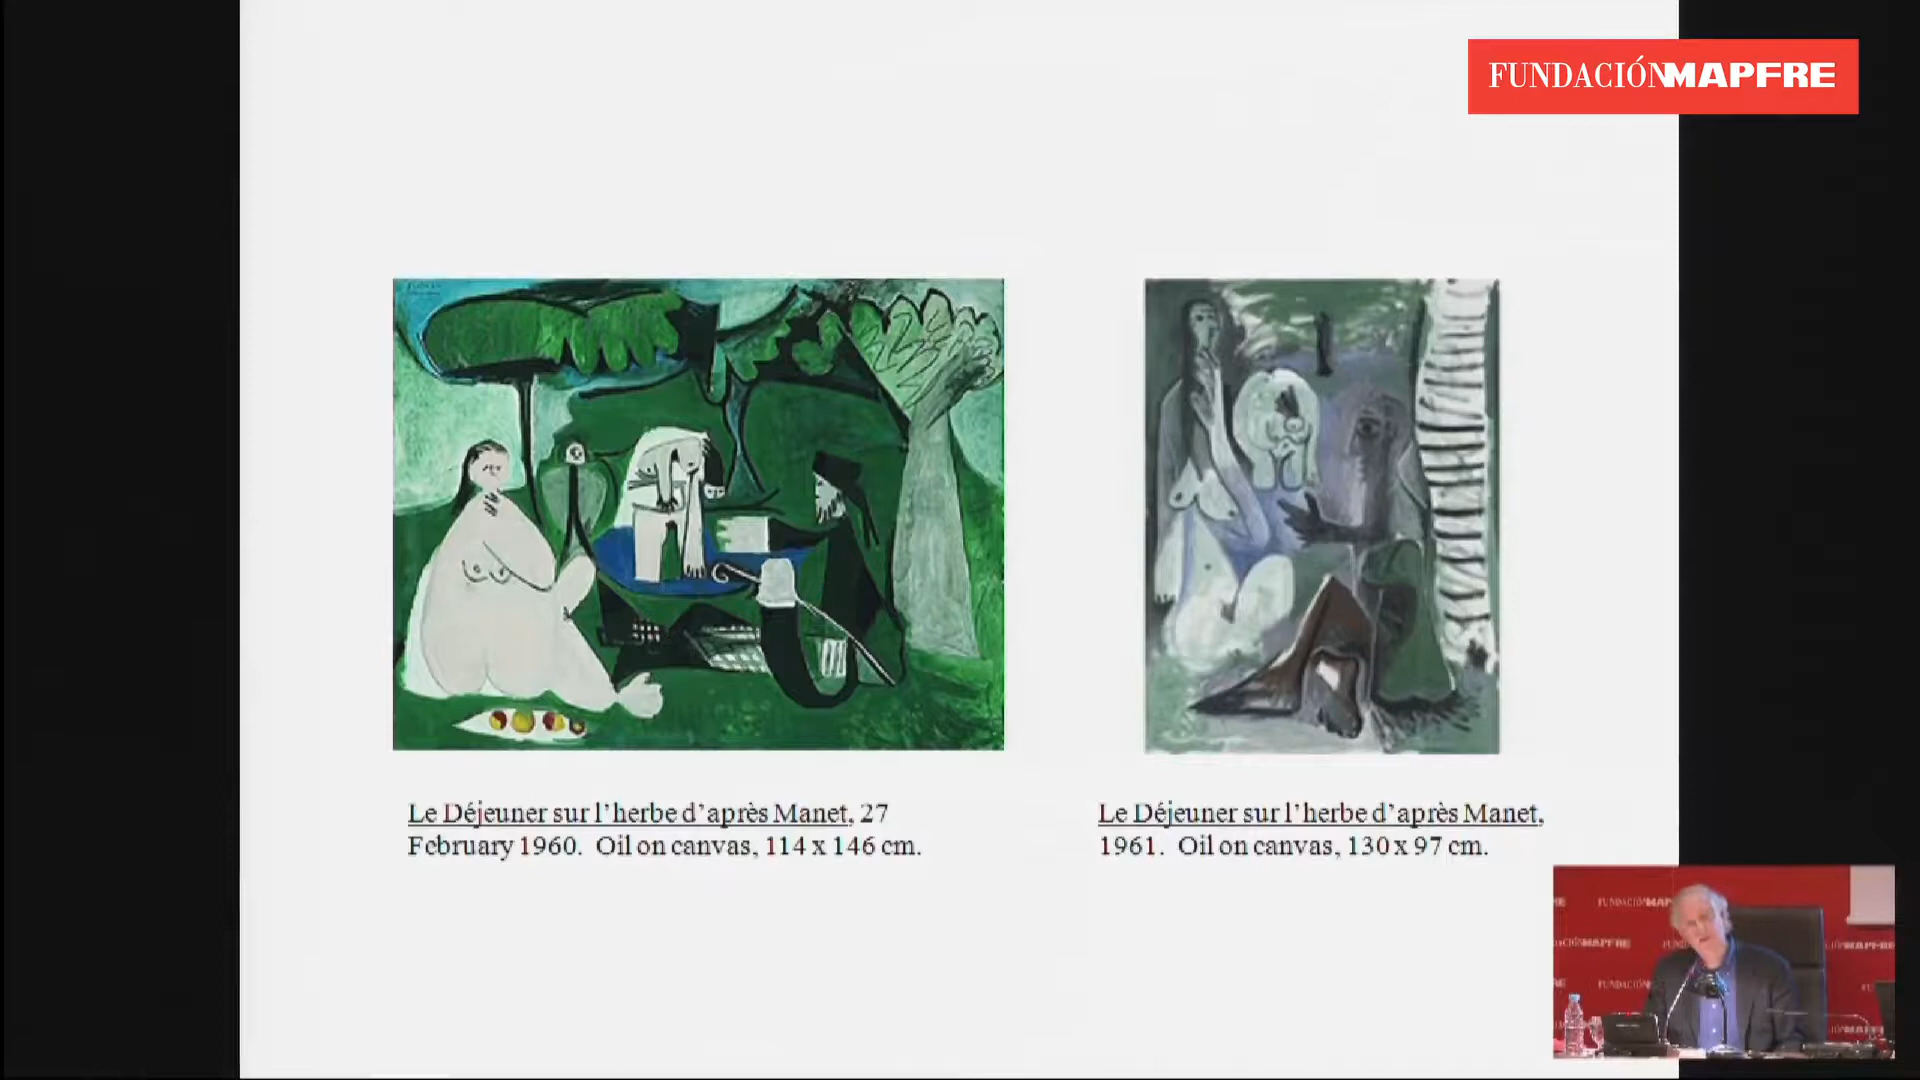 FUNDACIÓNMAPFRE
Le Déjeuner sur l'herbe d'après Manet, 27
February 1960. Oil on canvas, 114 x 146 cm.
Le Déjeuner sur l'herbe d'après Manet,
1961. Oil on canvas, 130 x 97 cm.